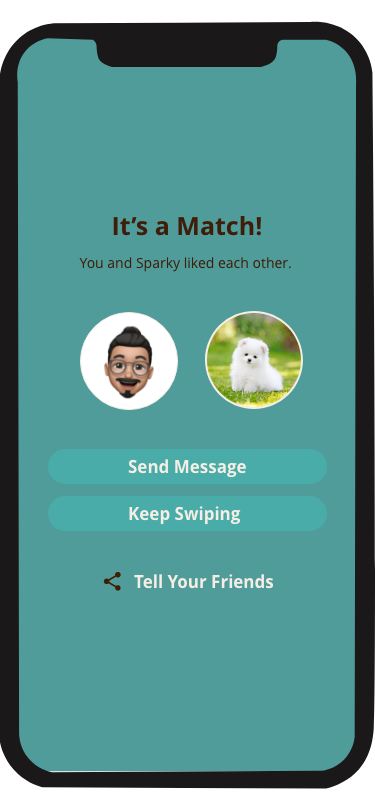 It’s a Match!
You and Sparky liked each other.
Send Message
Keep Swiping
Tell Your Friends